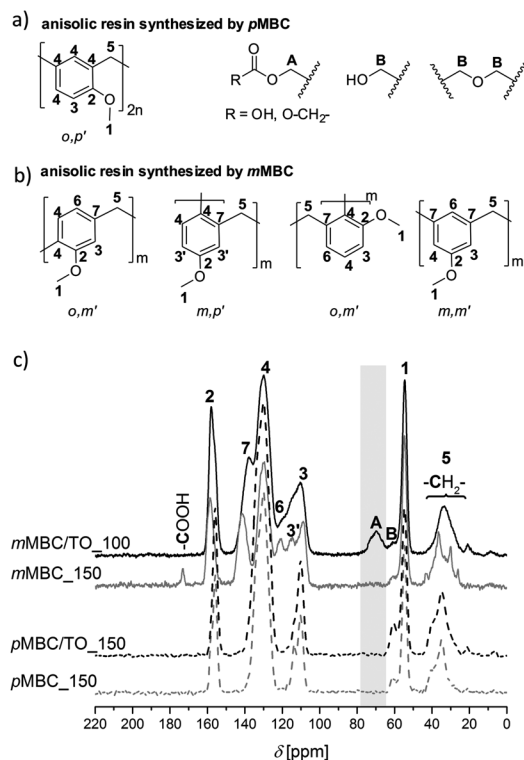 a) anisolic resin synthesized by pMBC
4 4 4 5
4 3 2
1
2n
o,p'
O A
R O
R = OH, O-CH2-
B
HO
B B
O
b) anisolic resin synthesized by mMBC
4 6 7 5
4 2 3
O
1
m
o,m'
4 4 7 5
3' 2 3'
O
1
m
m,p'
5 4 m
7 2 O
6 3 1
4
m
o,m'
7 6 7 5
4 2 3
O
1
m
m,m'
c)
2 -COOH 7 4 6 3' 3 A B 1 5
-CH2-
mMBC/TO_100
mMBC_150
pMBC/TO_150
pMBC_150
220 200 180 160 140 120 100 80 60 40 20 0
δ [ppm]